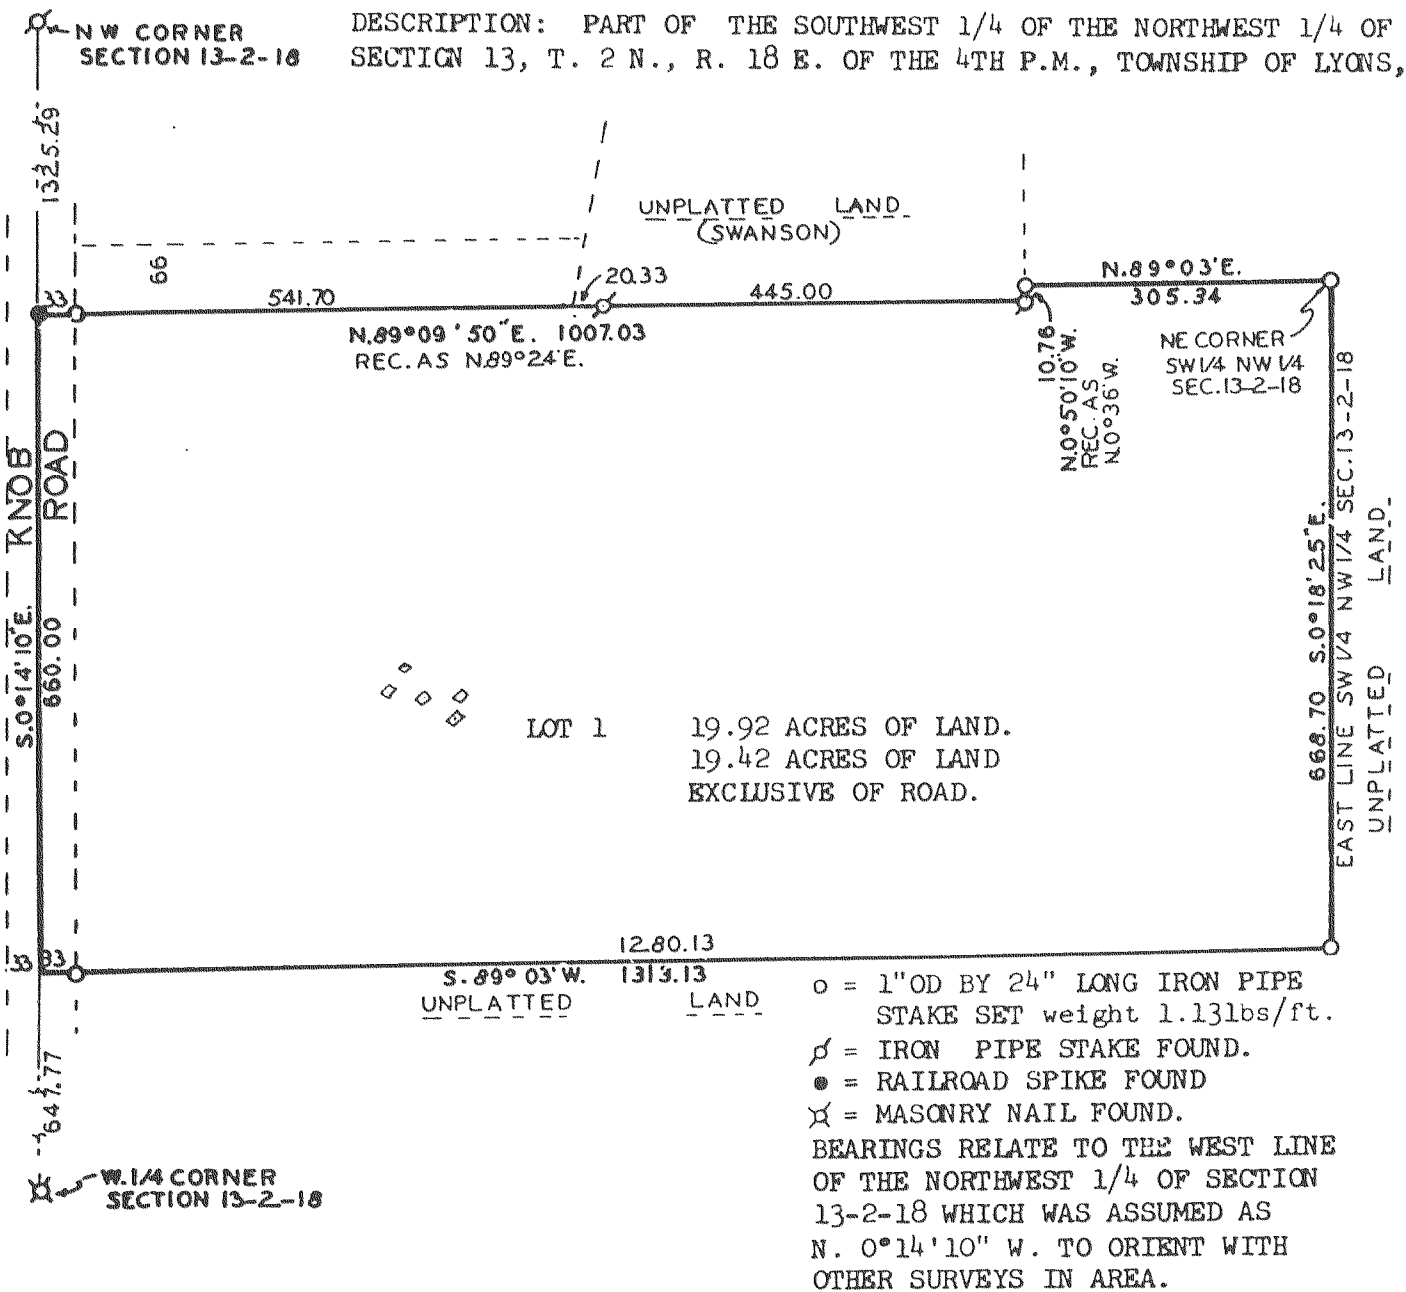 DESCRIPTION: PART OF THE SOUTHWEST 1/4 OF THE NORTHWEST 1/4 OF
SECTION 13, T. 2 N., R. 18 E. OF THE 4TH P.M., TOWNSHIP OF LYONS,
NW CORNER
SECTION 13-2-18
1325.29
UNPLATTED LAND
(SWANSON)
66
33
541.70
20.33
445.00
N.89°03'E.
305.34
N.89°09'50"E. 1007.03
REC. AS N.89°24'E.
10.76
N.0°50'10"W.
REC. AS
N.0°36'W.
NE CORNER
SW1/4 NW1/4
SEC.13-2-18
KNOB
ROAD
S.0°14'10"E.
660.00
668.70 S.0°18'25"E.
EAST LINE SW1/4 NW1/4 SEC.13-2-18
UNPLATTED LAND
LOT 1 19.92 ACRES OF LAND.
19.42 ACRES OF LAND
EXCLUSIVE OF ROAD.
33 33
1280.13
S.89°03'W. 1313.13
UNPLATTED LAND
647.77
W.1/4 CORNER
SECTION 13-2-18
o = 1"OD BY 24" LONG IRON PIPE
STAKE SET weight 1.13lbs/ft.
= IRON PIPE STAKE FOUND.
● = RAILROAD SPIKE FOUND
= MASONRY NAIL FOUND.
BEARINGS RELATE TO THE WEST LINE
OF THE NORTHWEST 1/4 OF SECTION
13-2-18 WHICH WAS ASSUMED AS
N. 0°14'10" W. TO ORIENT WITH
OTHER SURVEYS IN AREA.